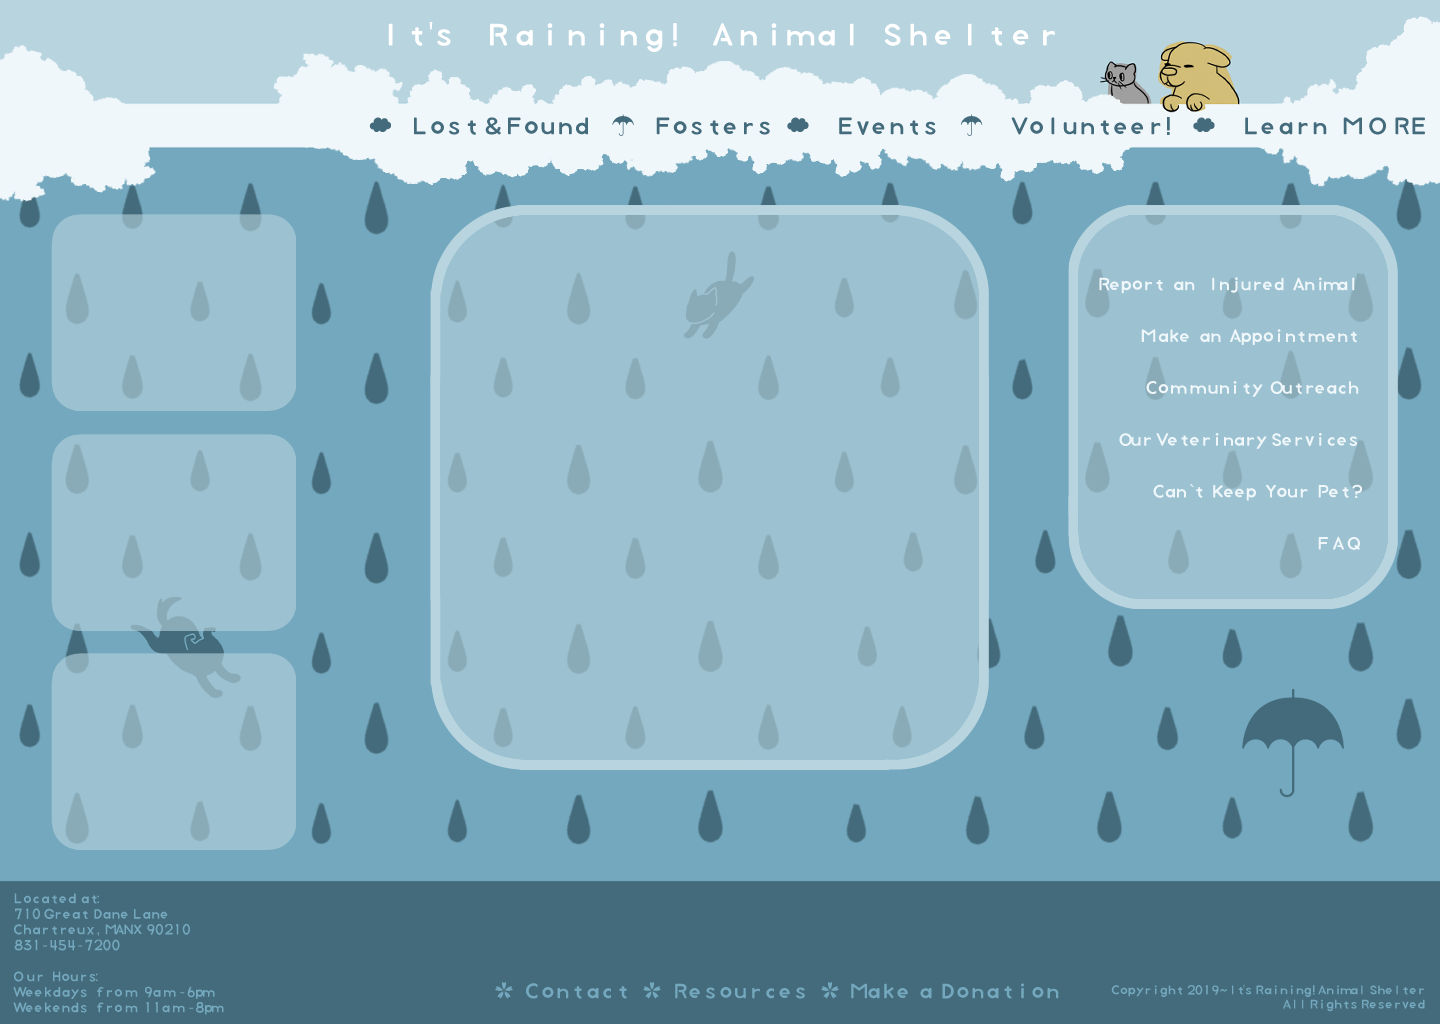 It's Raining! Animal Shelter
Lost&Found Fosters Events Volunteer! Learn MORE
Report an Injured Animal
Make an Appointment
Community Outreach
Our Veterinary Services
Can`t Keep Your Pet?
FAQ
Located at:
710 Great Dane Lane
Chartreux, MANX 90210
831-454-7200
Our Hours:
Weekdays from 9am-6pm
Weekends from 11am-8pm
Contact ✲ Resources ✲ Make a Donation
Copyright 2019~It's Raining! Animal Shelter
All Rights Reserved